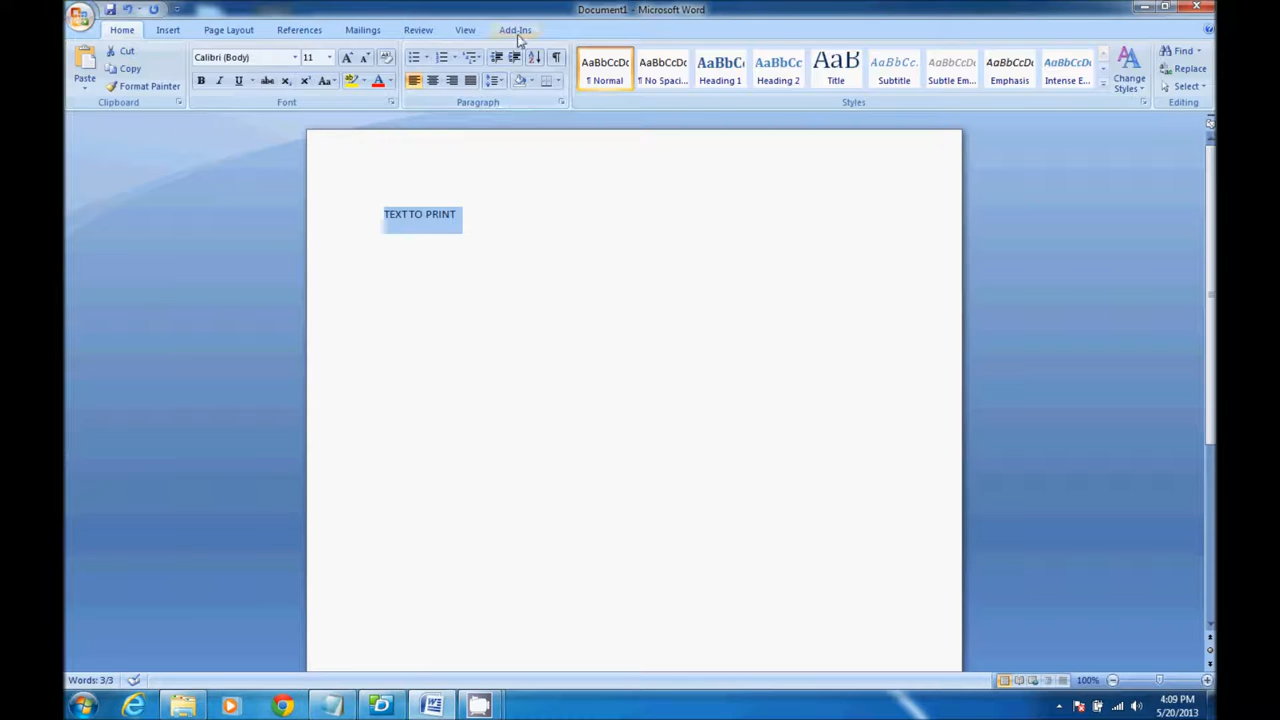 Document1 - Microsoft Word
Home Insert Page Layout References Mailings Review View Add-Ins
Paste
Cut
Copy
Format Painter
Clipboard
Calibri (Body) 11
Font
Paragraph
AaBbCcDc AaBbCcDc AaBbCc AaBbCc AaB AaBbCc. AaBbCcDc AaBbCcDc AaBbCcDc
¶ Normal ¶ No Spaci... Heading 1 Heading 2 Title Subtitle Subtle Em... Emphasis Intense E...
Change
Styles
Styles
Find
Replace
Select
Editing
TEXT TO PRINT
Words: 3/3
100%
4:09 PM
5/20/2013